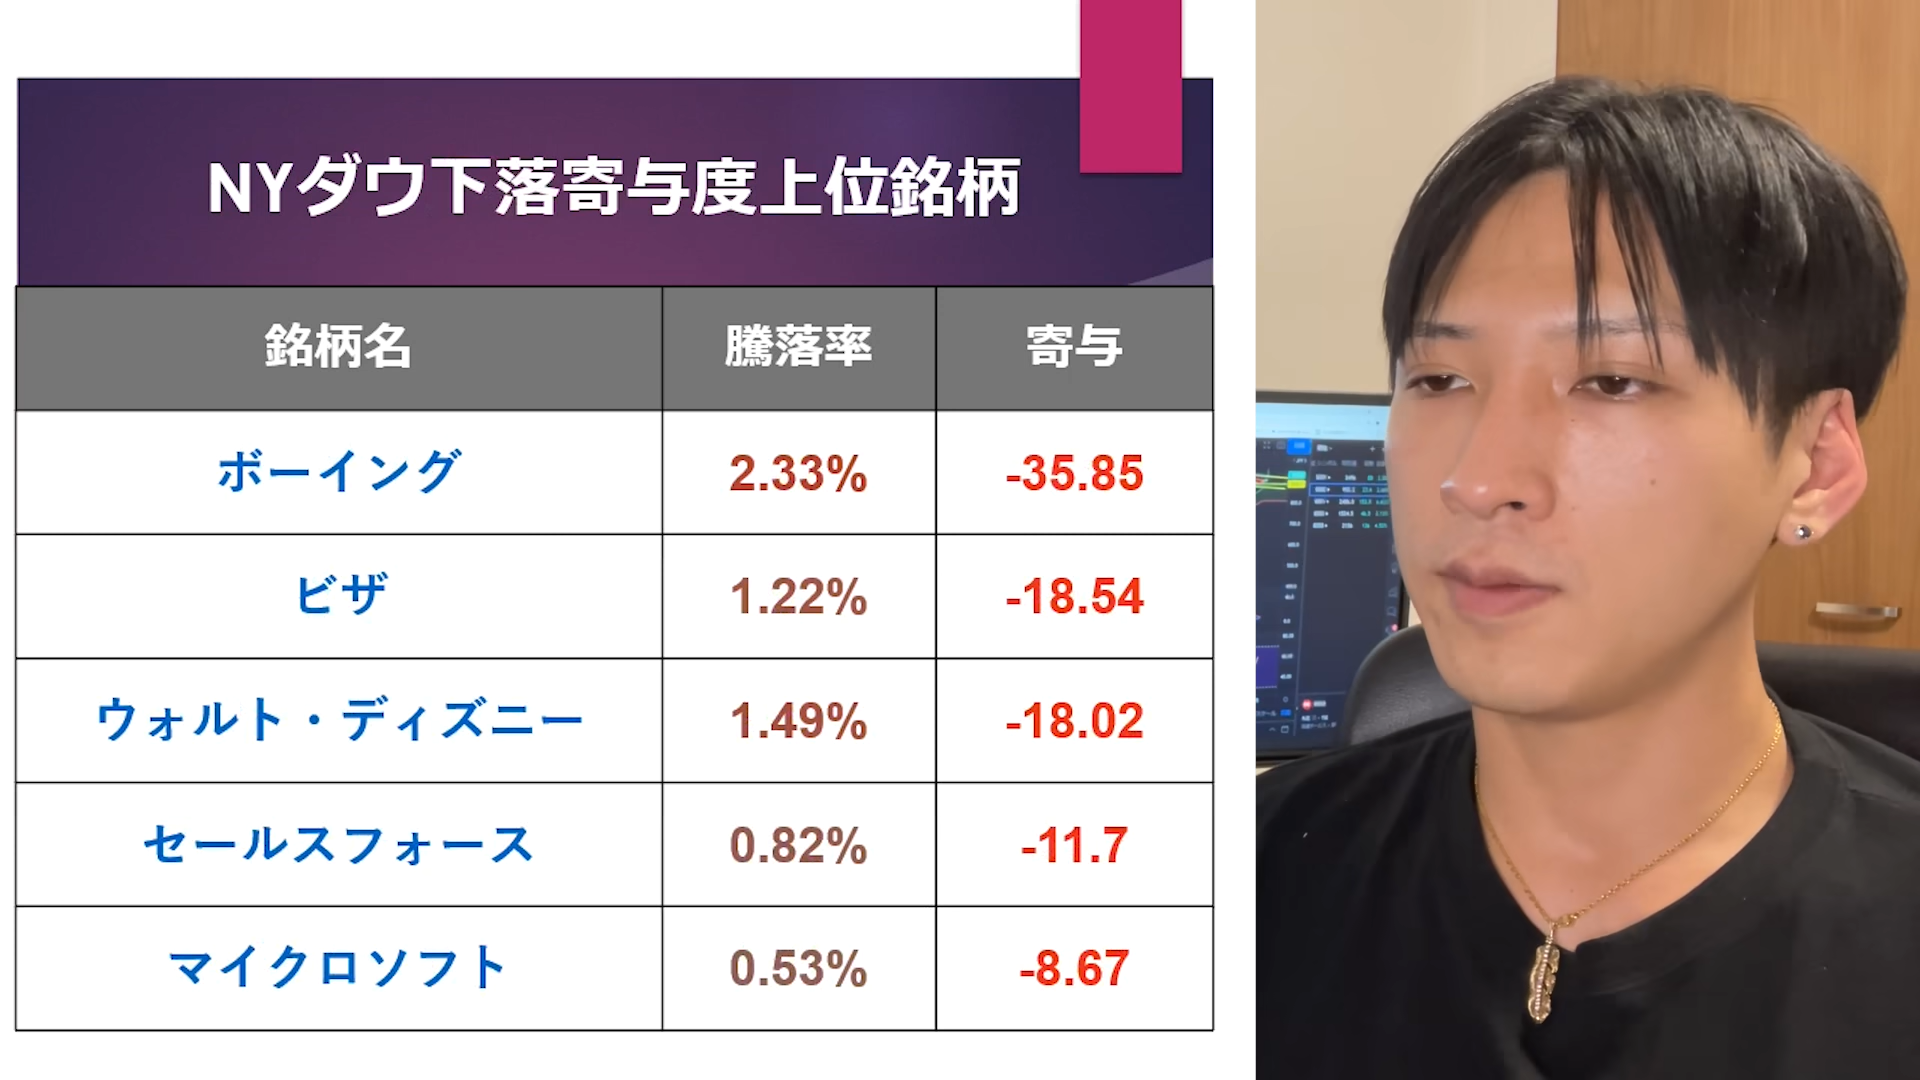 NYダウ下落寄与度上位銘柄
銘柄名 騰落率 寄与
ボーイング 2.33% -35.85
ビザ 1.22% -18.54
ウォルト・ディズニー 1.49% -18.02
セールスフォース 0.82% -11.7
マイクロソフト 0.53% -8.67